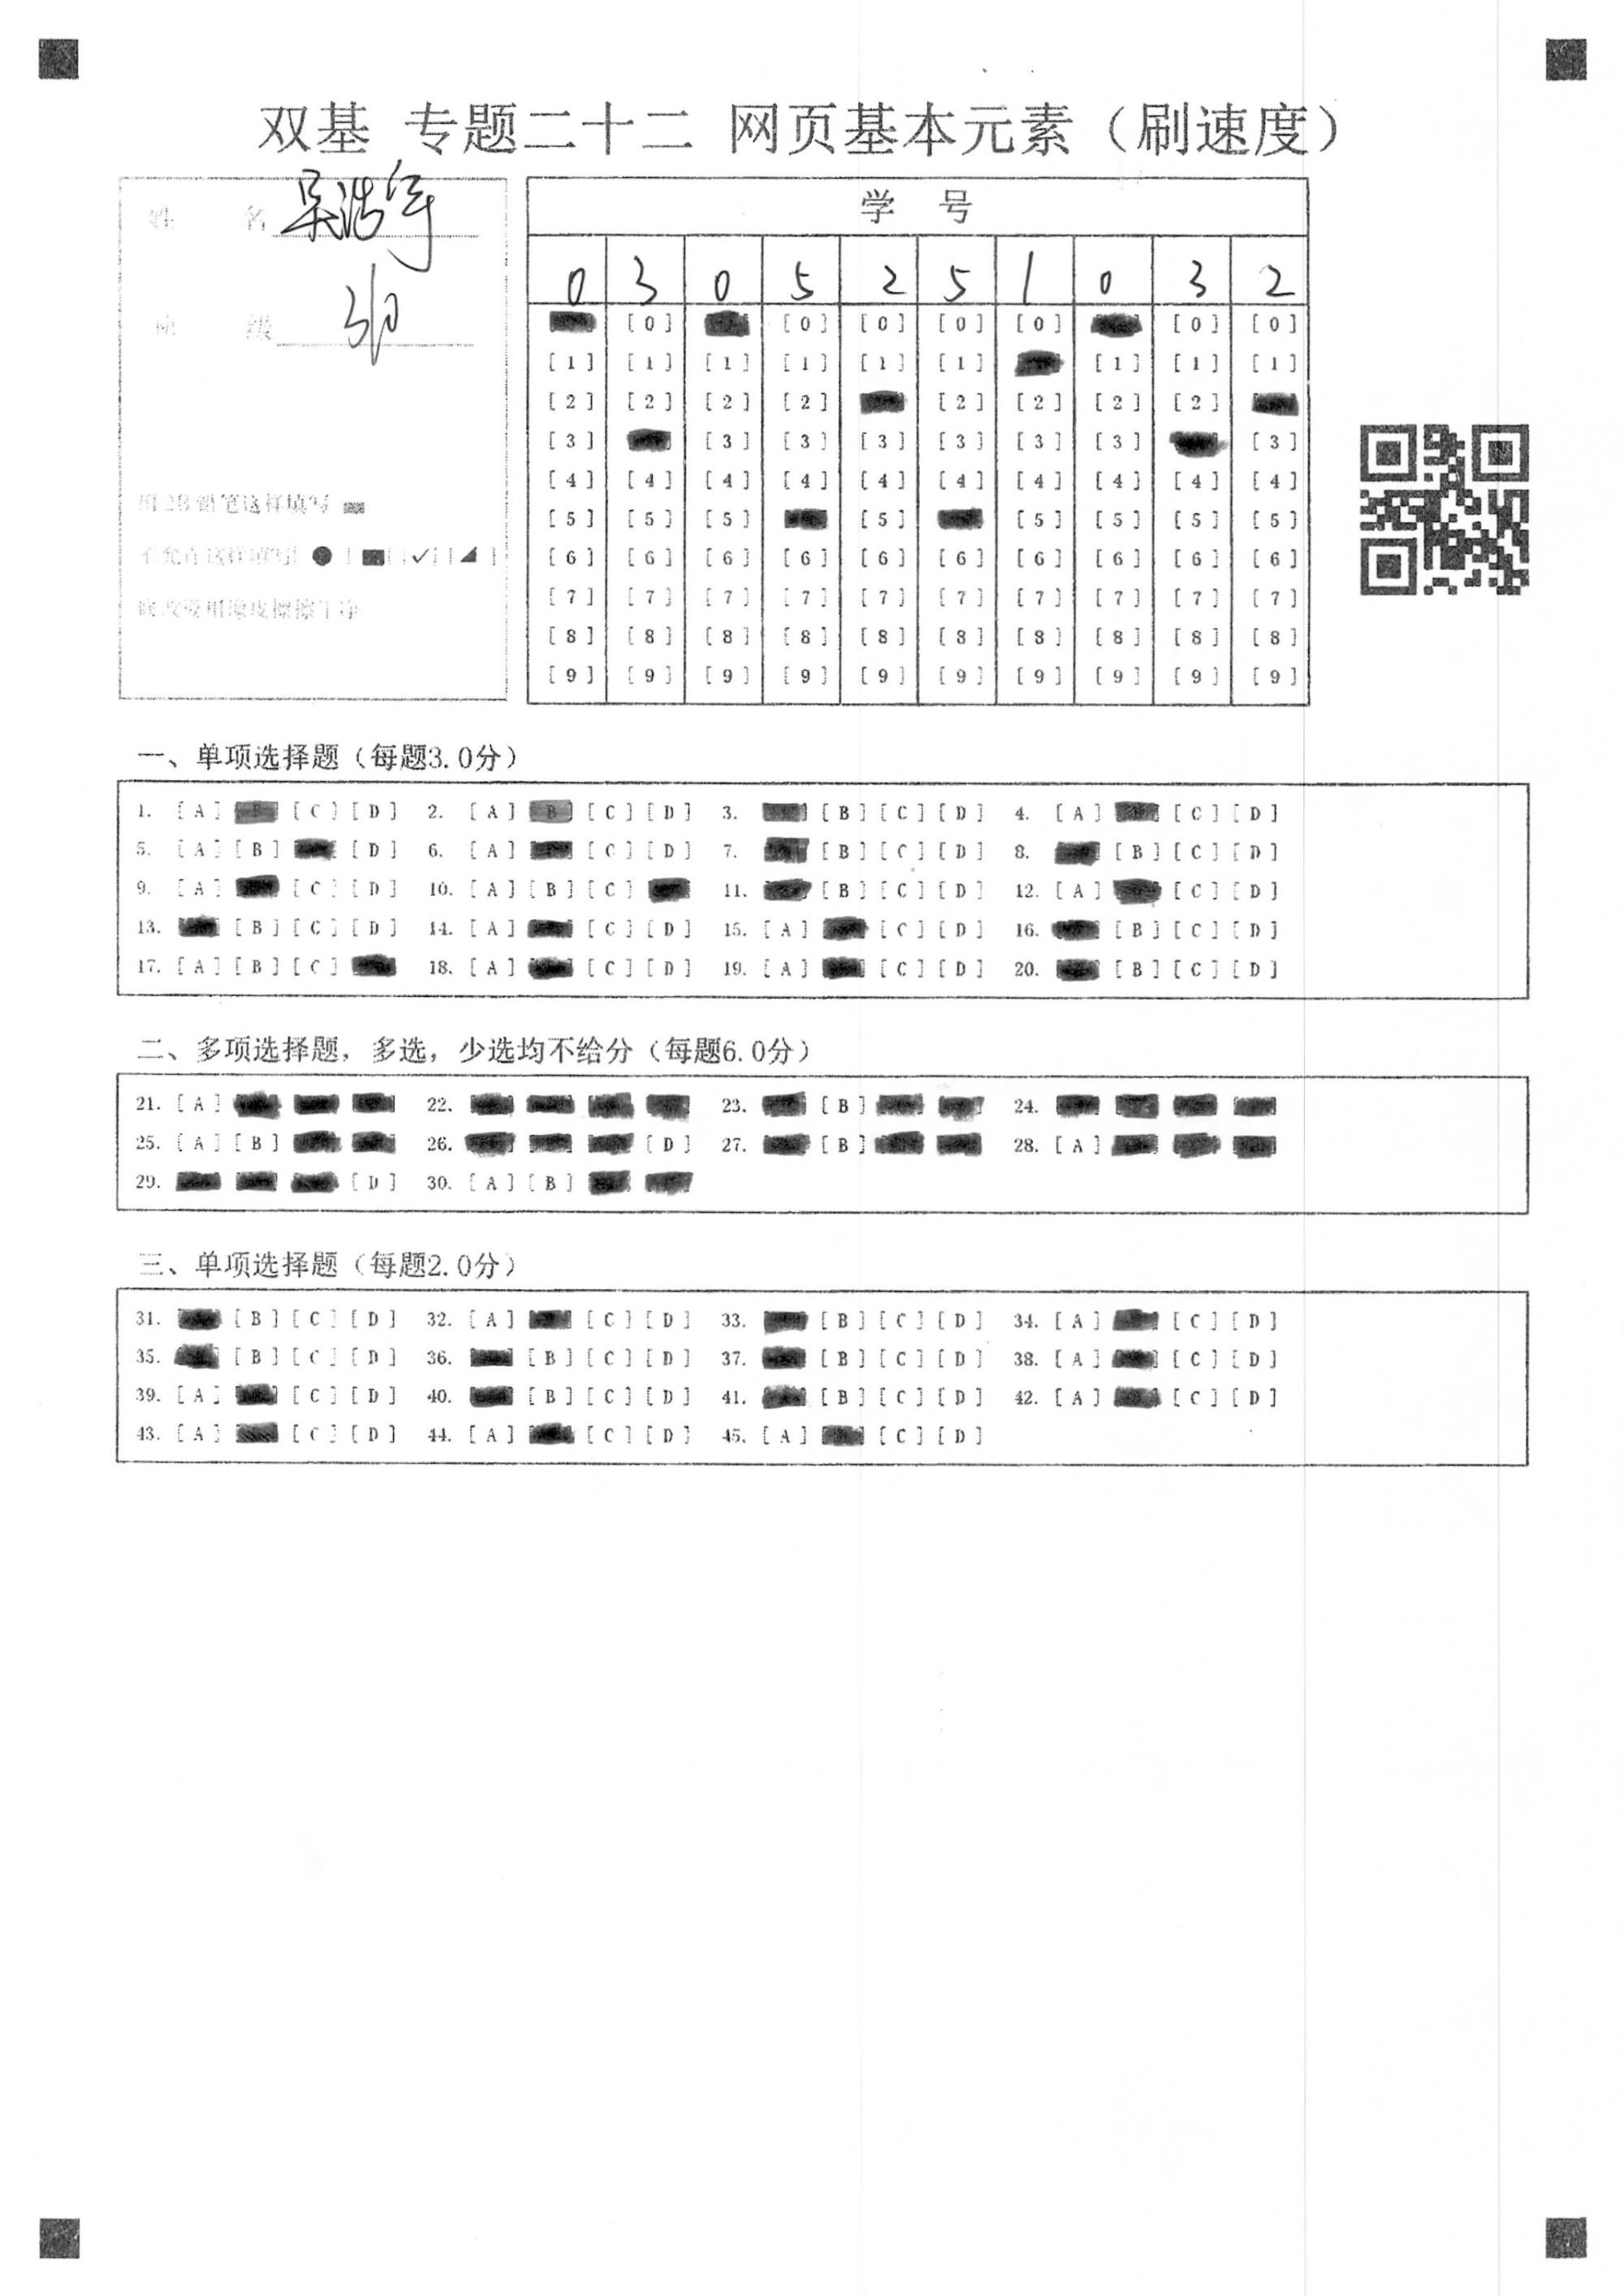 双基 专题二十二 网页基本元素（刷速度）
姓 名 吴浩宇
班 级
用2B铅笔这样填写
不允许这样填写
修改要用橡皮擦擦干净
学 号
0 3 0 5 2 5 1 0 3 2
[0] [0] [0] [0] [0] [0] [0]
[1] [1] [1] [1] [1] [1] [1] [1] [1]
[2] [2] [2] [2] [2] [2] [2] [2]
[3] [3] [3] [3] [3] [3] [3] [3]
[4] [4] [4] [4] [4] [4] [4] [4] [4] [4]
[5] [5] [5] [5] [5] [5] [5] [5]
[6] [6] [6] [6] [6] [6] [6] [6] [6] [6]
[7] [7] [7] [7] [7] [7] [7] [7] [7] [7]
[8] [8] [8] [8] [8] [8] [8] [8] [8] [8]
[9] [9] [9] [9] [9] [9] [9] [9] [9] [9]
一、单项选择题（每题3.0分）
1. [A] [C] [D] 2. [A] [B] [C] [D] 3. [B] [C] [D] 4. [A] [C] [D]
5. [A] [B] [D] 6. [A] [C] [D] 7. [B] [C] [D] 8. [B] [C] [D]
9. [A] [C] [D] 10. [A] [B] [C] 11. [B] [C] [D] 12. [A] [C] [D]
13. [B] [C] [D] 14. [A] [C] [D] 15. [A] [C] [D] 16. [B] [C] [D]
17. [A] [B] [C] 18. [A] [C] [D] 19. [A] [C] [D] 20. [B] [C] [D]
二、多项选择题，多选，少选均不给分（每题6.0分）
21. [A] 22. 23. [B] 24.
25. [A] [B] 26. [D] 27. [B] 28. [A]
29. [D] 30. [A] [B]
三、单项选择题（每题2.0分）
31. [B] [C] [D] 32. [A] [C] [D] 33. [B] [C] [D] 34. [A] [C] [D]
35. [B] [C] [D] 36. [B] [C] [D] 37. [B] [C] [D] 38. [A] [C] [D]
39. [A] [C] [D] 40. [B] [C] [D] 41. [B] [C] [D] 42. [A] [C] [D]
43. [A] [C] [D] 44. [A] [C] [D] 45. [A] [C] [D]